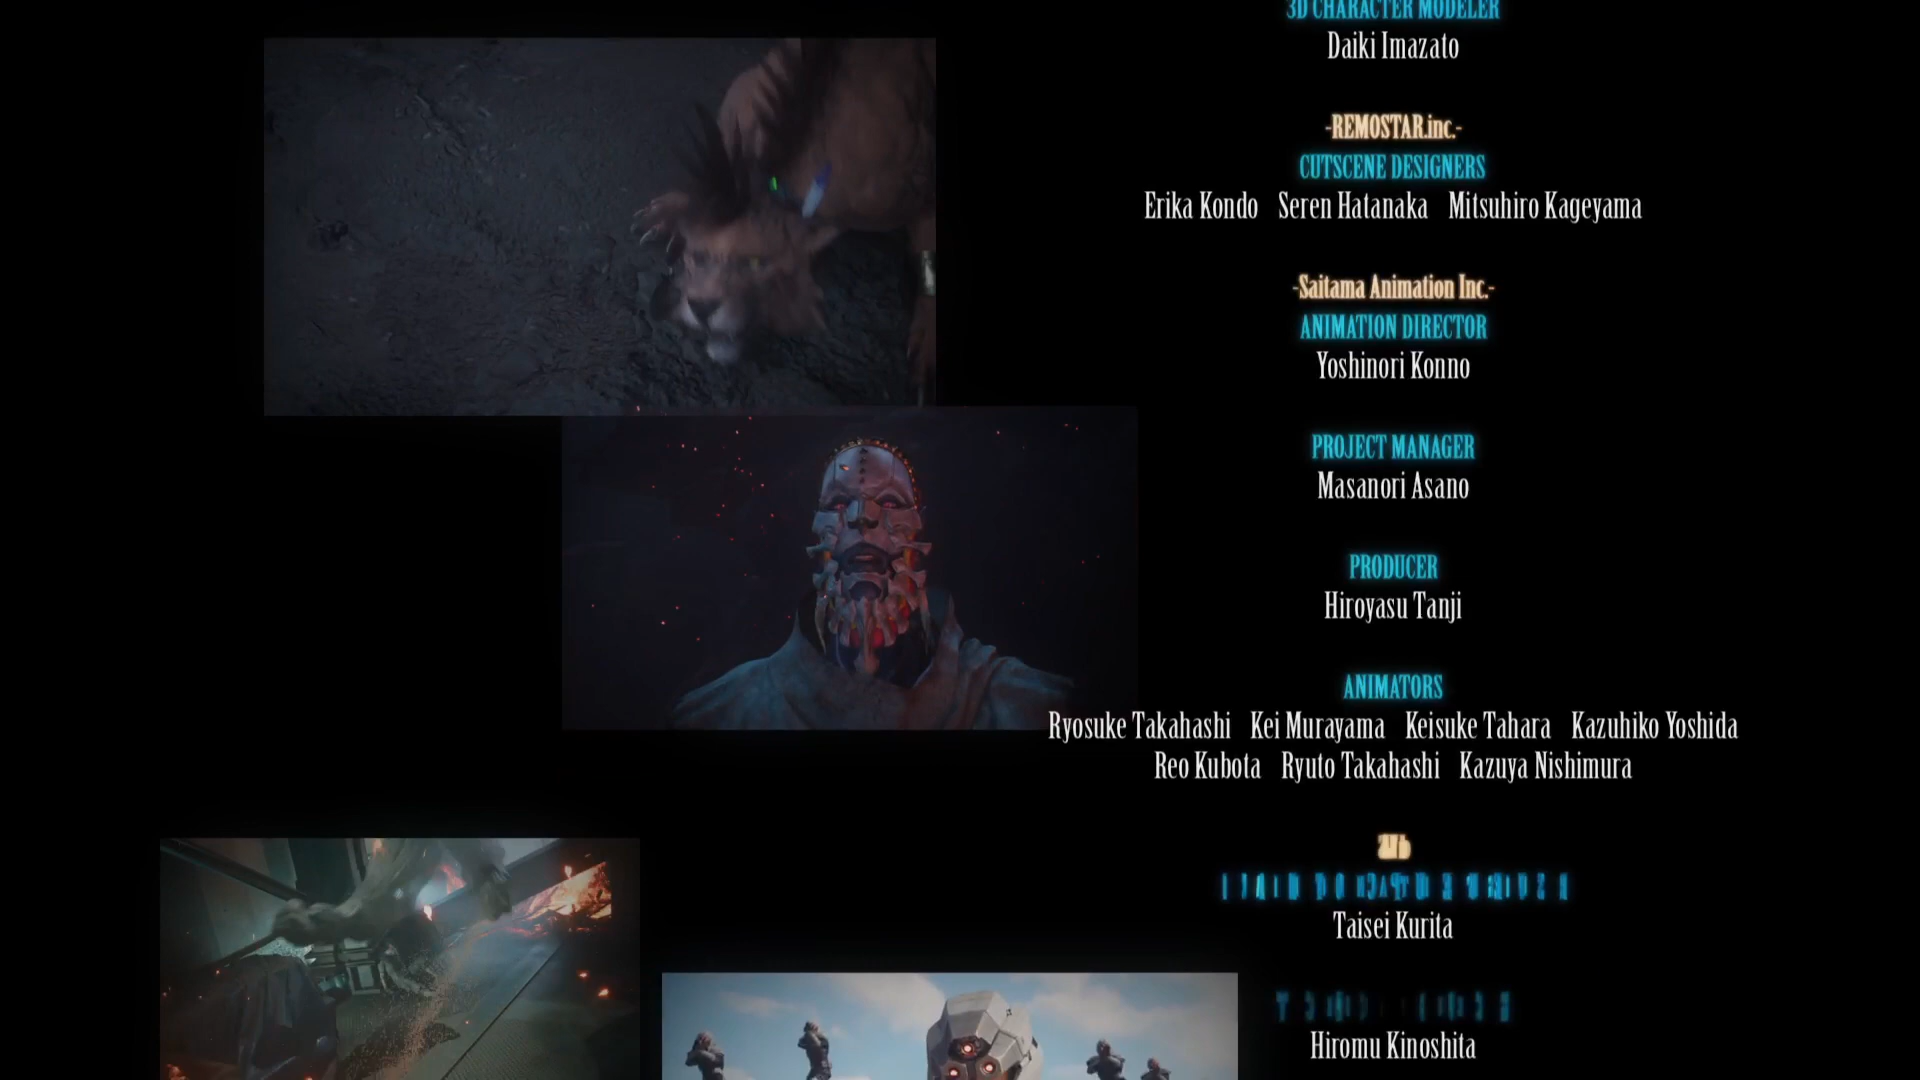 3D CHARACTER MODELER
Daiki Imazato
-REMOSTAR.inc.-
CUTSCENE DESIGNERS
Erika Kondo Seren Hatanaka Mitsuhiro Kageyama
-Saitama Animation Inc.-
ANIMATION DIRECTOR
Yoshinori Konno
PROJECT MANAGER
Masanori Asano
PRODUCER
Hiroyasu Tanji
ANIMATORS
Ryosuke Takahashi Kei Murayama Keisuke Tahara Kazuhiko Yoshida
Reo Kubota Ryuto Takahashi Kazuya Nishimura
Taisei Kurita
Hiromu Kinoshita